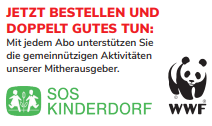 JETZT BESTELLEN UND
DOPPELT GUTES TUN:
Mit jedem Abo unterstützen Sie
die gemeinnützigen Aktivitäten
unserer Mitherausgeber.
SOS
KINDERDORF
WWF